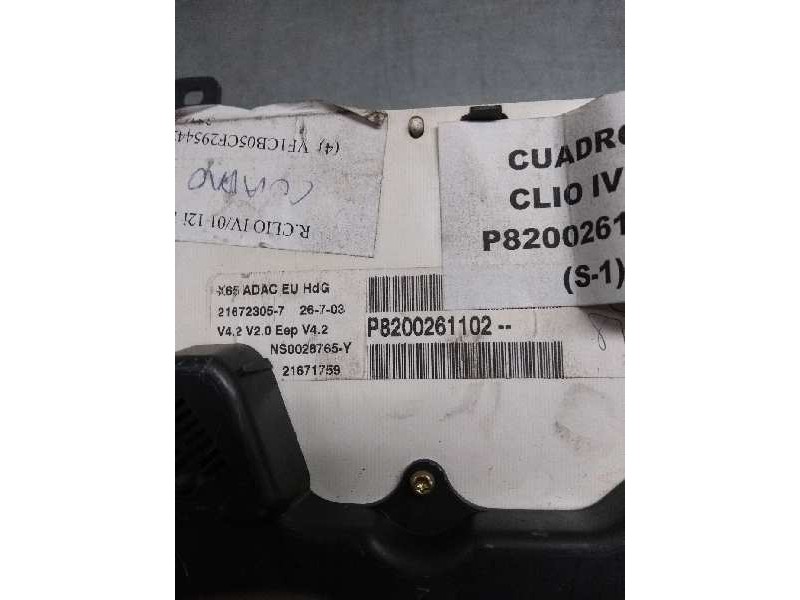 (4) VF1CB05CF29544
R.CLIO IV/01-12i
CUADRO
CUADRO
CLIO IV
P8200261
(S-1)
X65 ADAC EU HdG
21672305-7 26-7-03
V4.2 V2.0 Eep V4.2
NS0028765-Y
21671759
P8200261102--